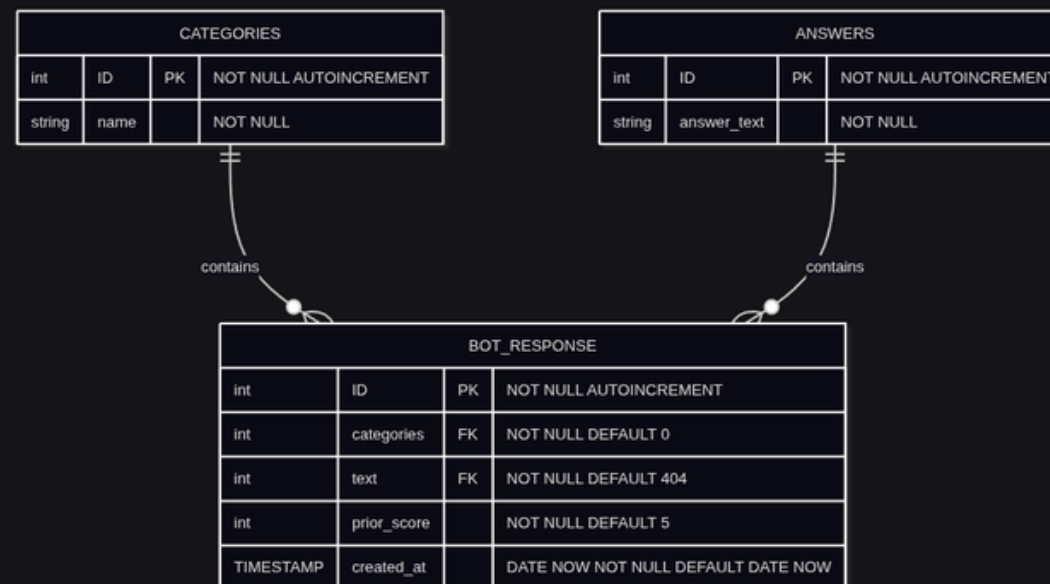 CATEGORIES
int ID PK NOT NULL AUTOINCREMENT
string name NOT NULL
ANSWERS
int ID PK NOT NULL AUTOINCREMENT
string answer_text NOT NULL
contains
contains
BOT_RESPONSE
int ID PK NOT NULL AUTOINCREMENT
int categories FK NOT NULL DEFAULT 0
int text FK NOT NULL DEFAULT 404
int prior_score NOT NULL DEFAULT 5
TIMESTAMP created_at DATE NOW NOT NULL DEFAULT DATE NOW